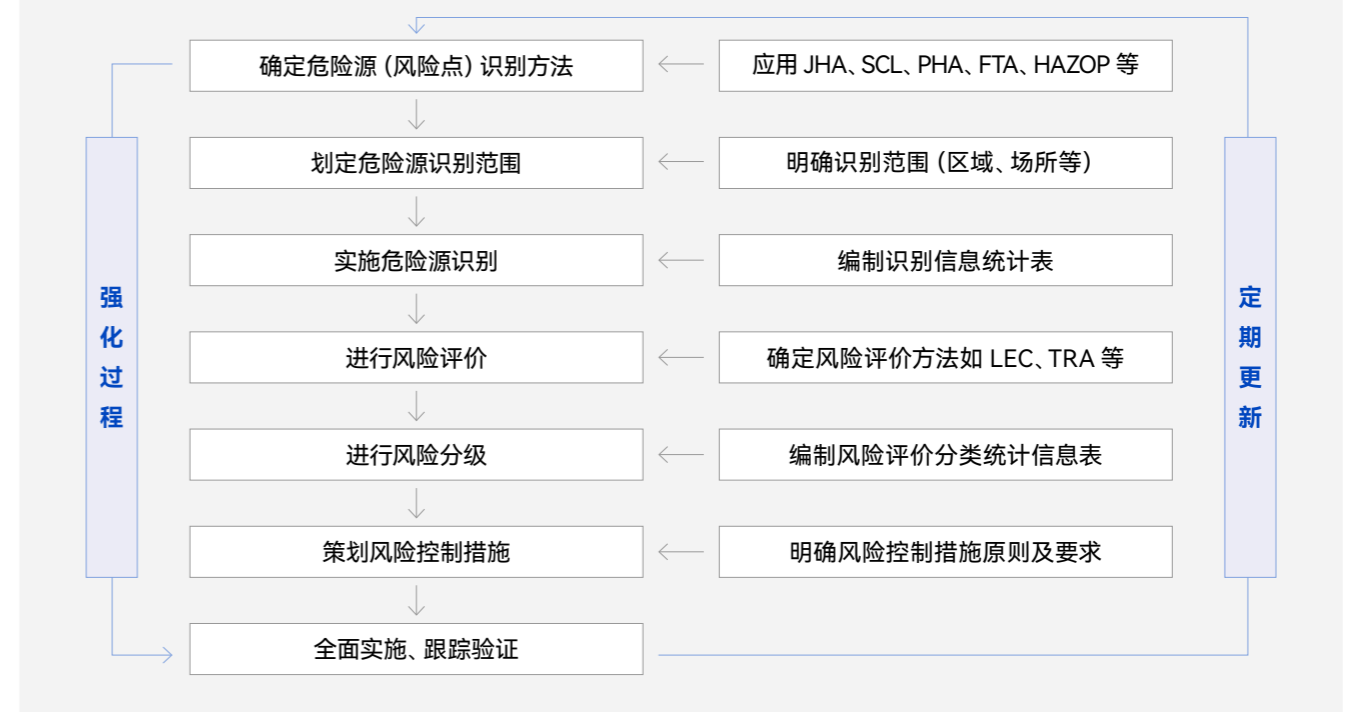 确定危险源（风险点）识别方法
应用 JHA、SCL、PHA、FTA、HAZOP 等
划定危险源识别范围
明确识别范围（区域、场所等）
实施危险源识别
编制识别信息统计表
进行风险评价
确定风险评价方法如 LEC、TRA 等
进行风险分级
编制风险评价分类统计信息表
策划风险控制措施
明确风险控制措施原则及要求
全面实施、跟踪验证
强化过程
定期更新